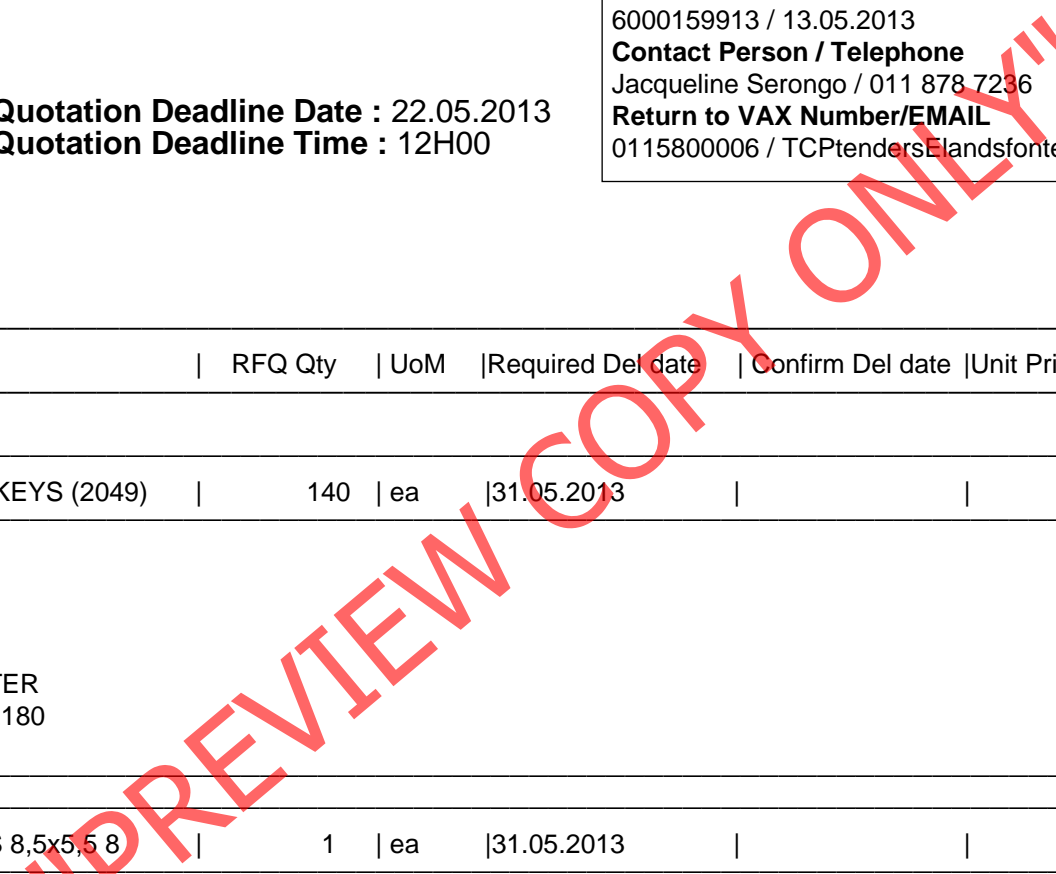 6000159913 / 13.05.2013
Contact Person / Telephone
Jacqueline Serongo / 011 878 7236
Return to VAX Number/EMAIL
0115800006 / TCPtendersElandsfonte
Quotation Deadline Date : 22.05.2013
Quotation Deadline Time : 12H00
| RFQ Qty | UoM |Required Del date | Confirm Del date |Unit Pri
KEYS (2049) | 140 | ea |31.05.2013 | |
TER
180
8,5x5,5 8 | 1 | ea |31.05.2013 | |
"PREVIEW COPY ONLY"